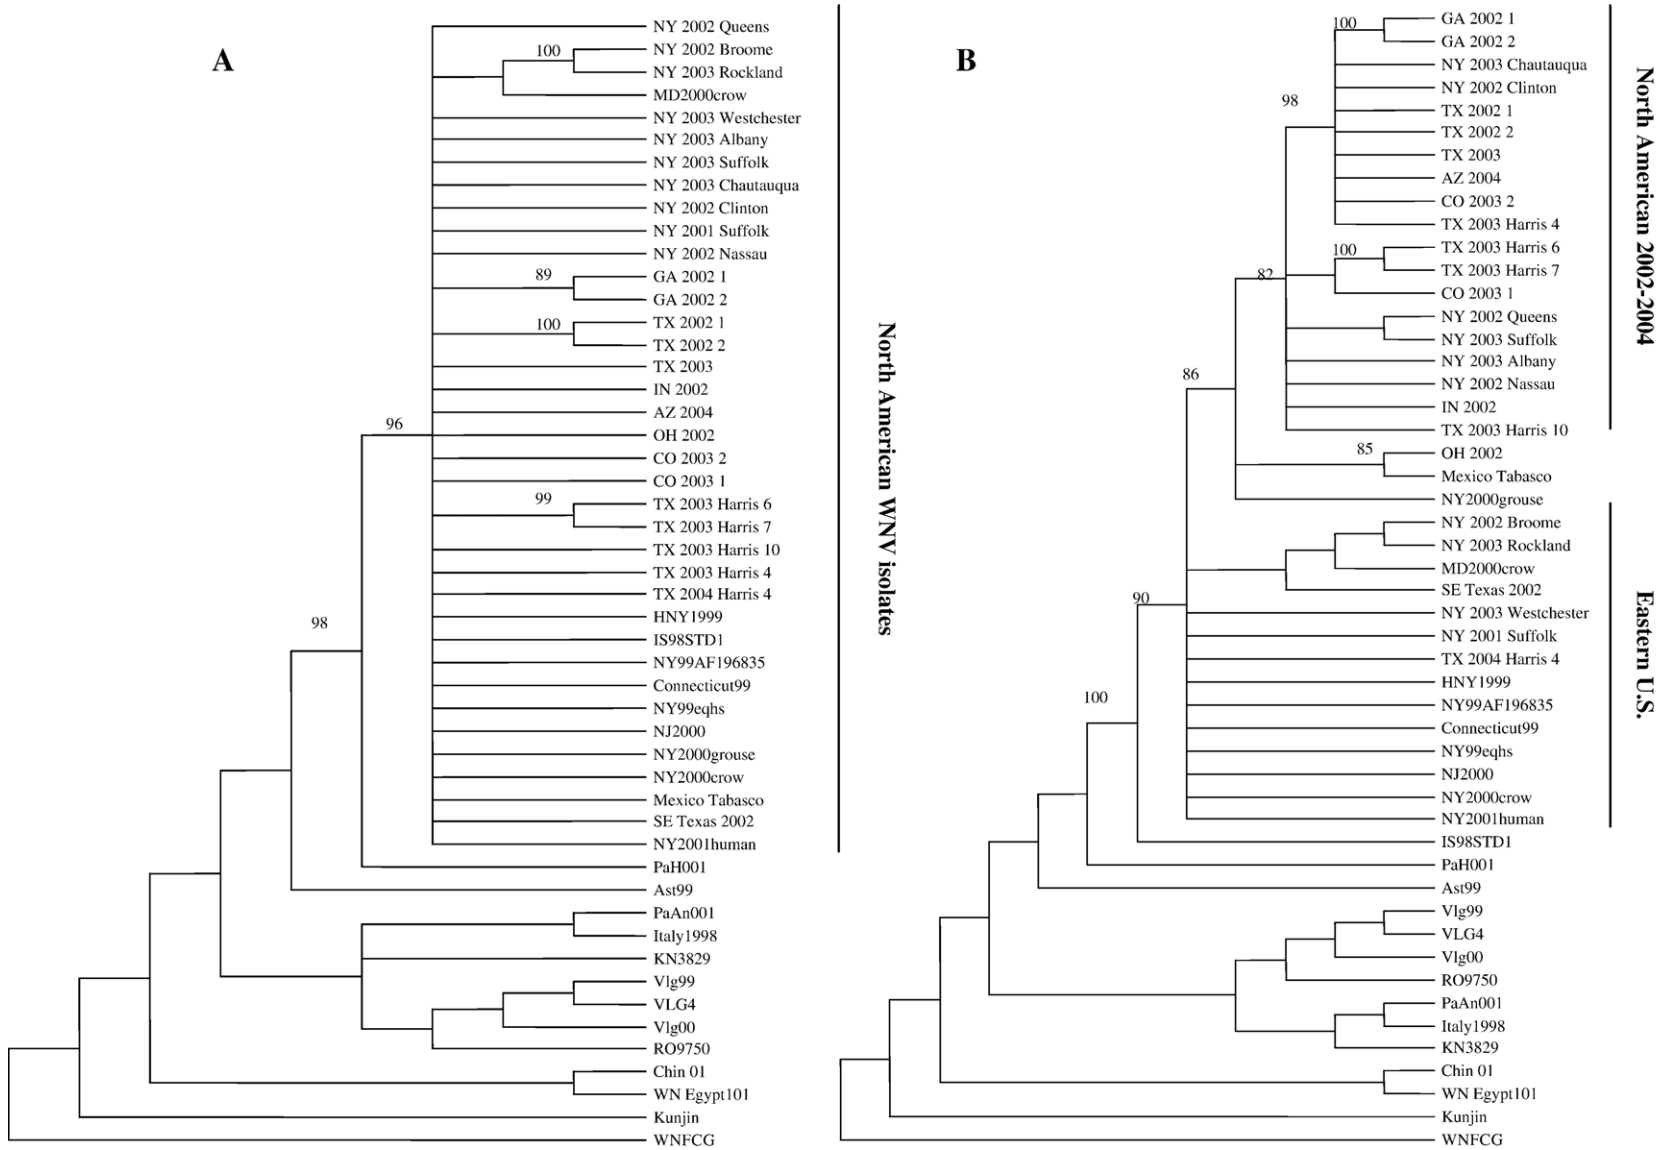 A
NY 2002 Queens
100
NY 2002 Broome
NY 2003 Rockland
MD2000crow
NY 2003 Westchester
NY 2003 Albany
NY 2003 Suffolk
NY 2003 Chautauqua
NY 2002 Clinton
NY 2001 Suffolk
NY 2002 Nassau
89
GA 2002 1
GA 2002 2
100
TX 2002 1
TX 2002 2
TX 2003
IN 2002
AZ 2004
96
OH 2002
CO 2003 2
CO 2003 1
99
TX 2003 Harris 6
TX 2003 Harris 7
TX 2003 Harris 10
TX 2003 Harris 4
TX 2004 Harris 4
98
HNY1999
IS98STD1
NY99AF196835
Connecticut99
NY99eqhs
NJ2000
NY2000grouse
NY2000crow
Mexico Tabasco
SE Texas 2002
NY2001human
PaH001
Ast99
PaAn001
Italy1998
KN3829
Vlg99
VLG4
Vlg00
RO9750
Chin 01
WN Egypt101
Kunjin
WNFCG
North American WNV isolates
B
100
GA 2002 1
GA 2002 2
NY 2003 Chautauqua
NY 2002 Clinton
98
TX 2002 1
TX 2002 2
TX 2003
AZ 2004
CO 2003 2
TX 2003 Harris 4
100
TX 2003 Harris 6
82
TX 2003 Harris 7
CO 2003 1
NY 2002 Queens
NY 2003 Suffolk
NY 2003 Albany
86
NY 2002 Nassau
IN 2002
TX 2003 Harris 10
85
OH 2002
Mexico Tabasco
NY2000grouse
NY 2002 Broome
NY 2003 Rockland
MD2000crow
SE Texas 2002
90
NY 2003 Westchester
NY 2001 Suffolk
TX 2004 Harris 4
HNY1999
100
NY99AF196835
Connecticut99
NY99eqhs
NJ2000
NY2000crow
NY2001human
IS98STD1
PaH001
Ast99
Vlg99
VLG4
Vlg00
RO9750
PaAn001
Italy1998
KN3829
Chin 01
WN Egypt101
Kunjin
WNFCG
North American 2002-2004
Eastern U.S.